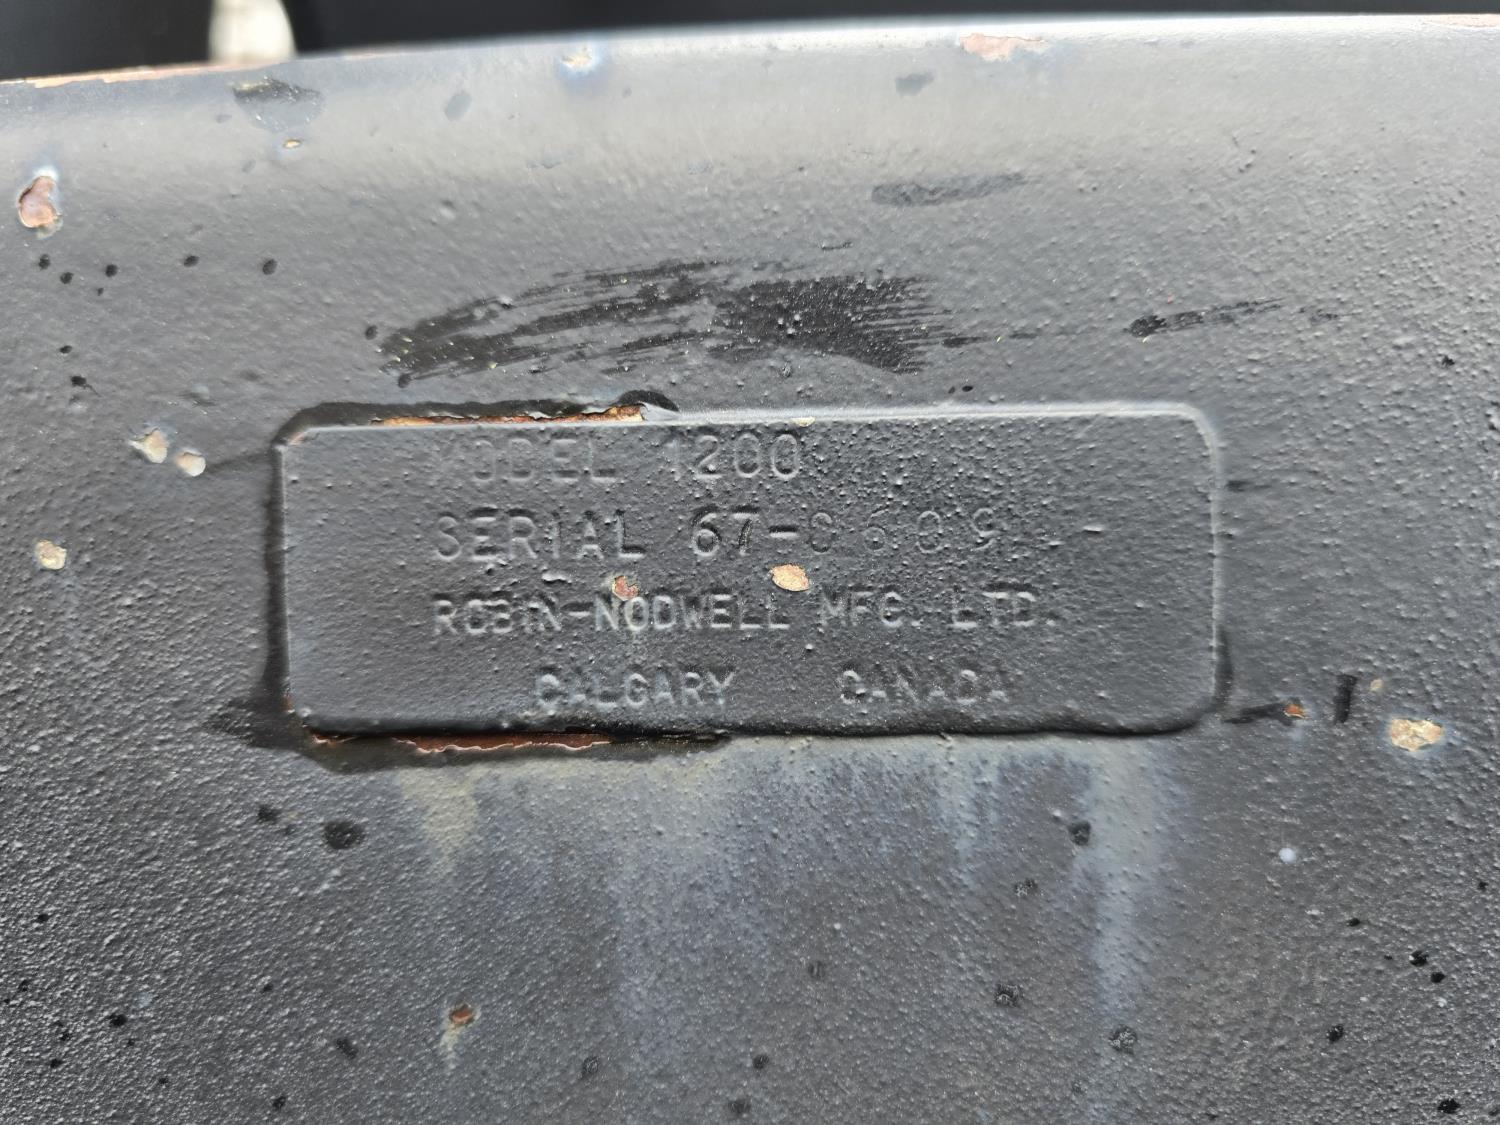 MODEL 1200
SERIAL 67-0609
ROBIN-NODWELL MFG. LTD.
CALGARY CANADA